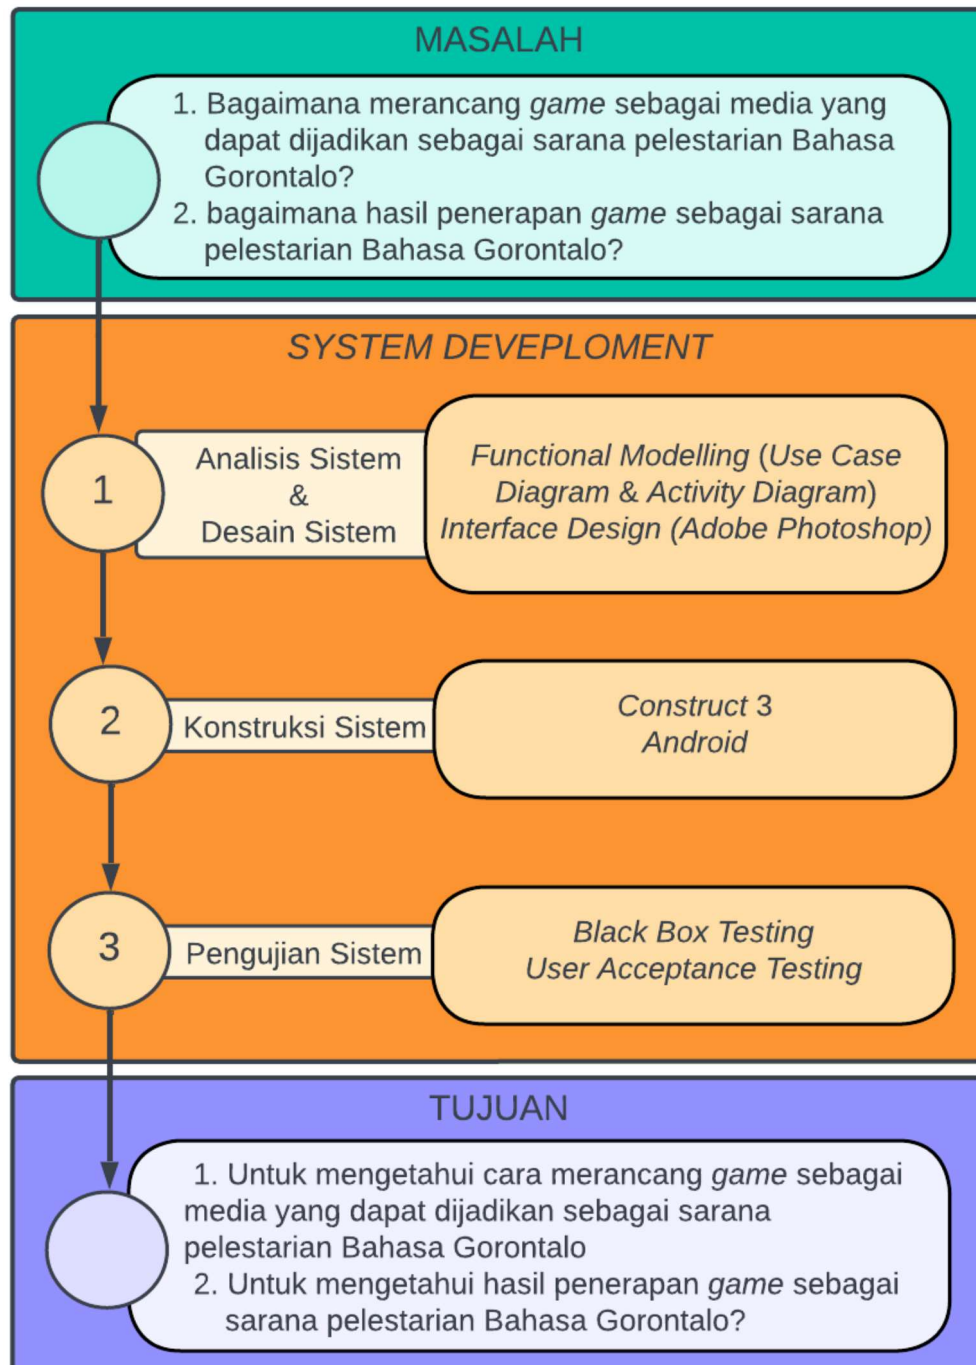 MASALAH
1. Bagaimana merancang game sebagai media yang
dapat dijadikan sebagai sarana pelestarian Bahasa
Gorontalo?
2. bagaimana hasil penerapan game sebagai sarana
pelestarian Bahasa Gorontalo?
SYSTEM DEVEPLOMENT
1
Analisis Sistem
&
Desain Sistem
Functional Modelling (Use Case
Diagram & Activity Diagram)
Interface Design (Adobe Photoshop)
2
Konstruksi Sistem
Construct 3
Android
3
Pengujian Sistem
Black Box Testing
User Acceptance Testing
TUJUAN
1. Untuk mengetahui cara merancang game sebagai
media yang dapat dijadikan sebagai sarana
pelestarian Bahasa Gorontalo
2. Untuk mengetahui hasil penerapan game sebagai
sarana pelestarian Bahasa Gorontalo?